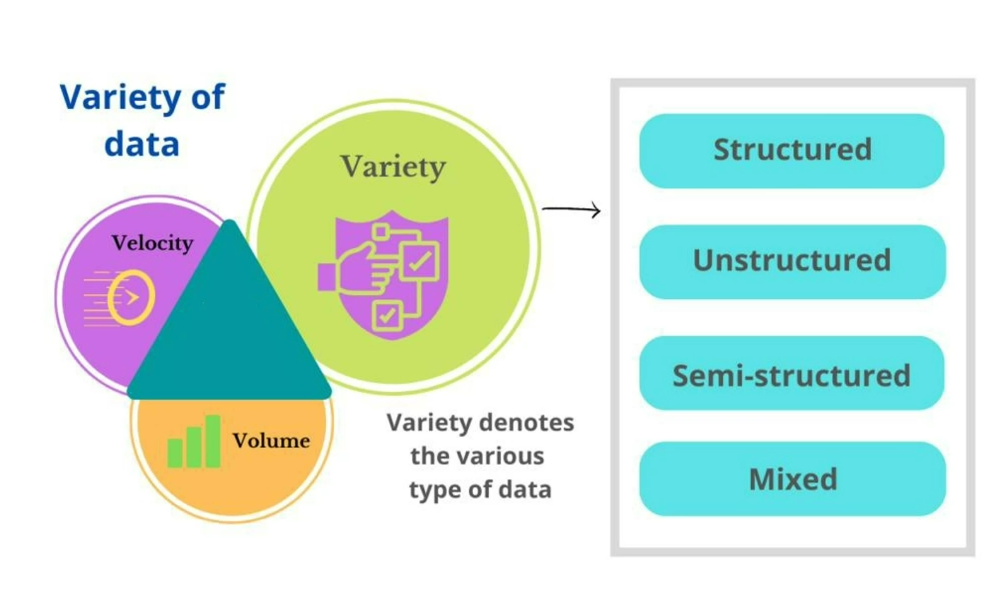 Variety of
data
Variety
Velocity
Volume
Variety denotes
the various
type of data
Structured
Unstructured
Semi-structured
Mixed